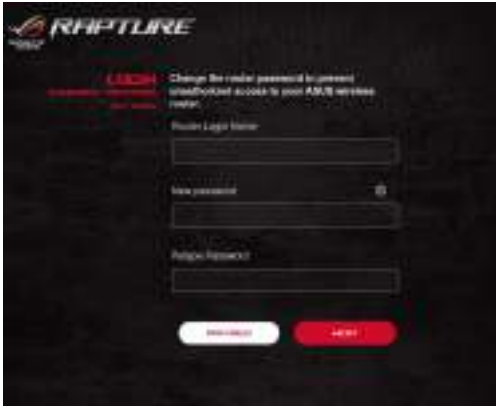 RAPTURE
LOGIN
Change the router password to prevent
unauthorized access to your ASUS wireless
router.
Router Login Name
New password
Retype Password
NEXT